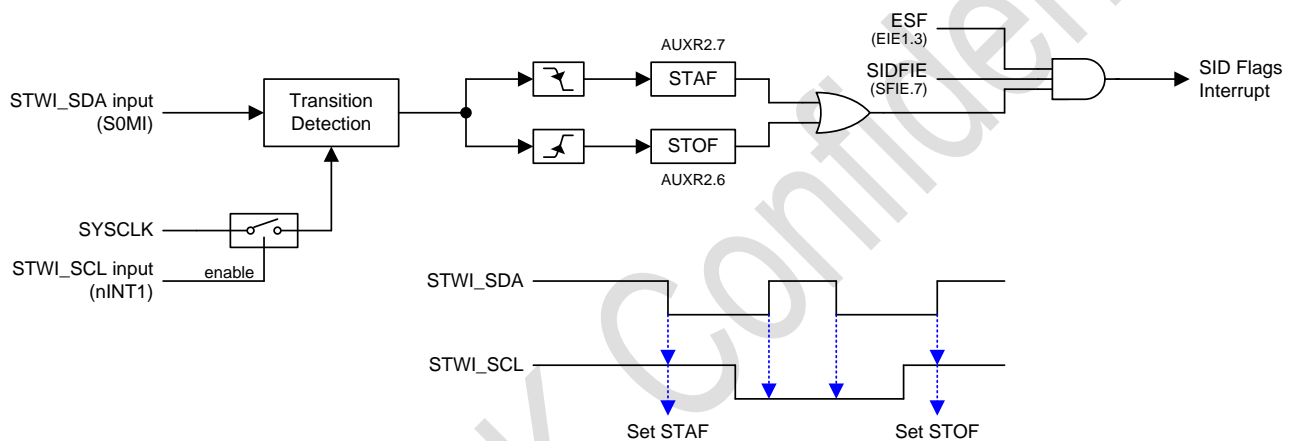 ESF
(EIE1.3)
AUXR2.7
SIDFIE
(SFIE.7)
SID Flags
Interrupt
STWI_SDA input
(S0MI)
Transition
Detection
STAF
STOF
AUXR2.6
SYSCLK
STWI_SCL input
(nINT1)
enable
STWI_SDA
STWI_SCL
Set STAF
Set STOF
K Confiden